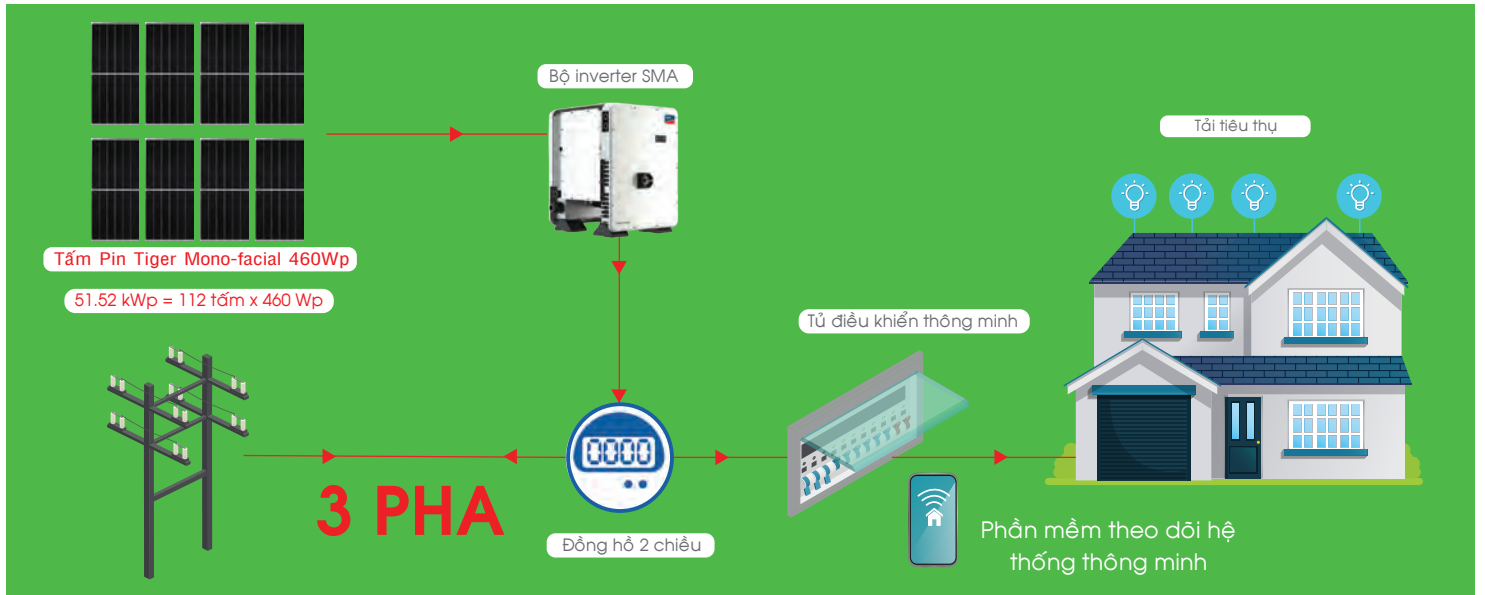 Bộ inverter SMA
Tải tiêu thụ
Tấm Pin Tiger Mono-facial 460Wp
51.52 kWp = 112 tấm x 460 Wp
Tủ điều khiển thông minh
0000
3 PHA
Đồng hồ 2 chiều
Phần mềm theo dõi hệ
thống thông minh